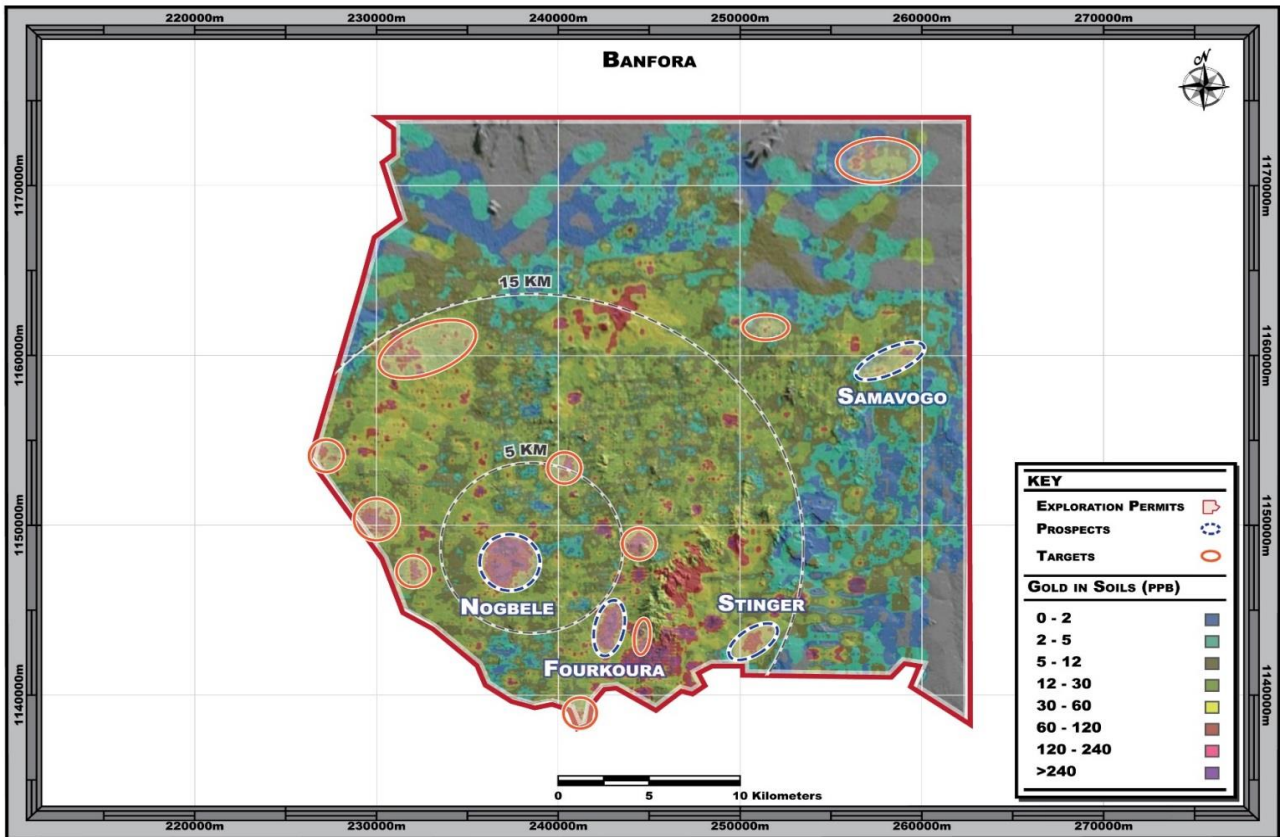 220000m 230000m 240000m 250000m 260000m 270000m
BANFORA
N
1170000m 1170000m
15 KM
1160000m 1160000m
SAMAVOGO
5 KM
KEY
EXPLORATION PERMITS
PROSPECTS
TARGETS
1150000m 1150000m
NOGBELE
STINGER
FOURKOURA
GOLD IN SOILS (PPB)
0 - 2
2 - 5
5 - 12
12 - 30
30 - 60
60 - 120
120 - 240
>240
1140000m 1140000m
0 5 10 Kilometers
220000m 230000m 240000m 250000m 260000m 270000m